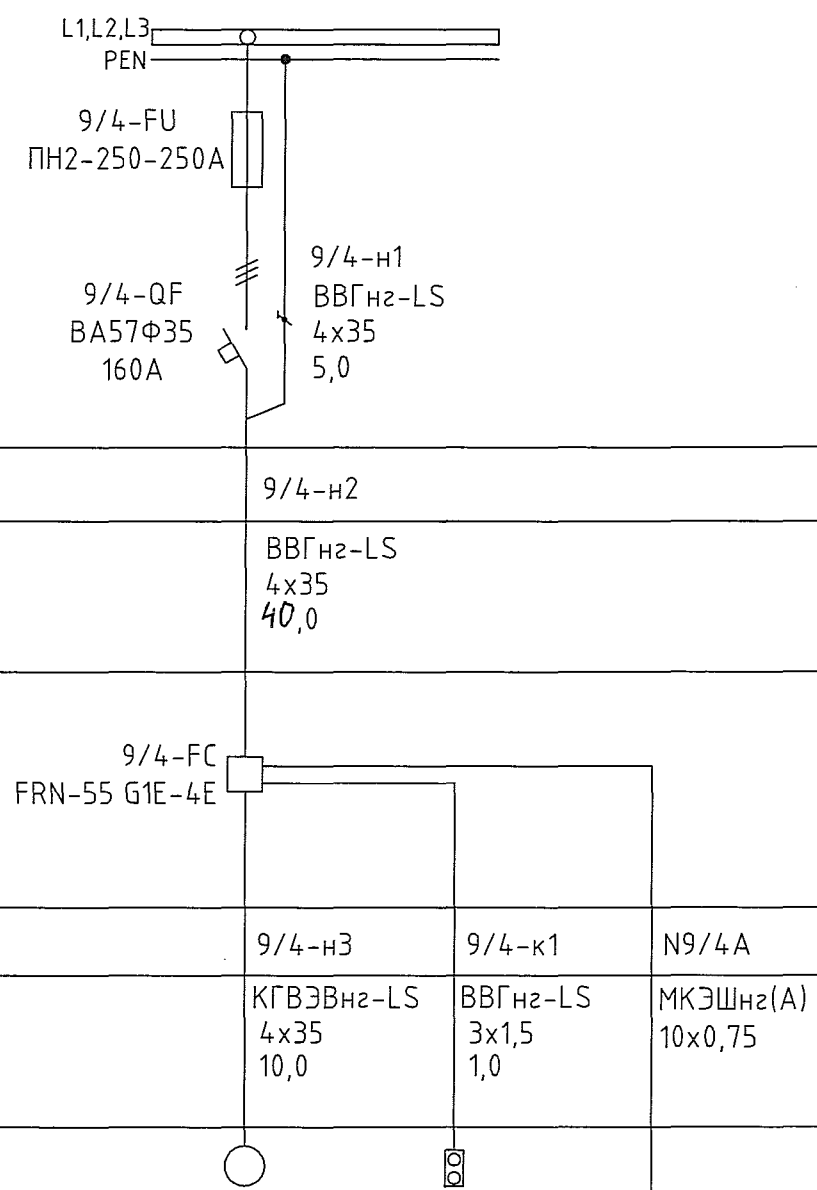 L1,L2,L3
PEN
9/4-FU
ПН2-250-250А
9/4-QF
ВА57Ф35
160А
9/4-н1
ВВГнг-LS
4х35
5,0
9/4-н2
ВВГнг-LS
4х35
40,0
9/4-FC
FRN-55 G1E-4E
9/4-н3
9/4-к1
N9/4A
КГВЭВнг-LS
4х35
10,0
ВВГнг-LS
3х1,5
1,0
МКЭШнг(А)
10х0,75